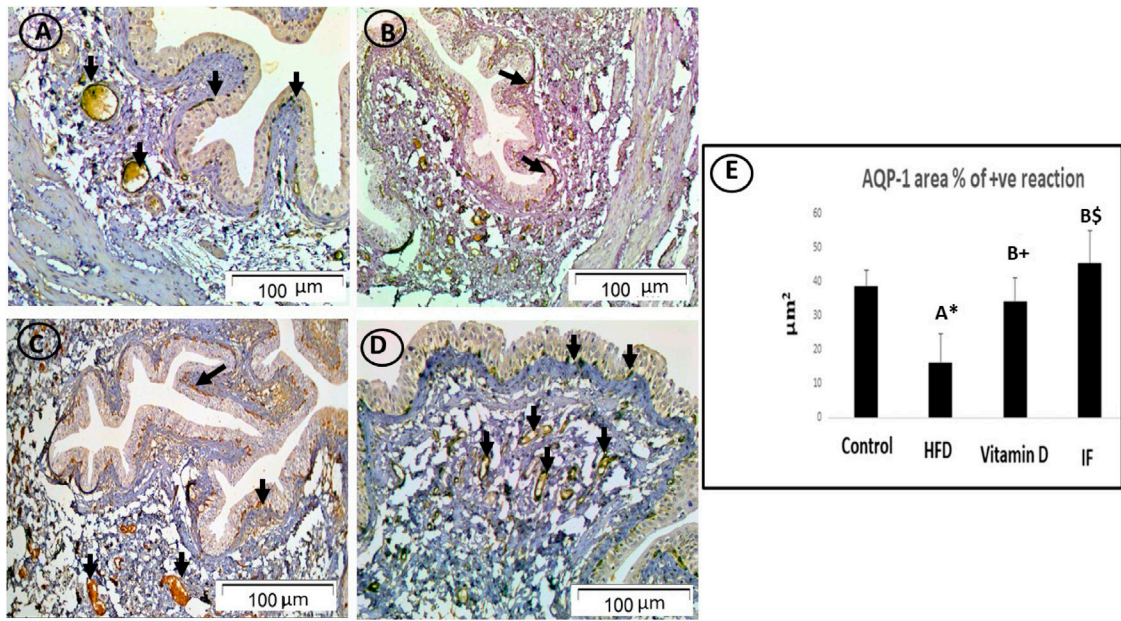 A
100 μm
B
100 μm
C
100 μm
D
100 μm
E
AQP-1 area % of +ve reaction
μm²
60
50
40
30
20
10
0
A*
B+
B$
Control
HFD
Vitamin D
IF